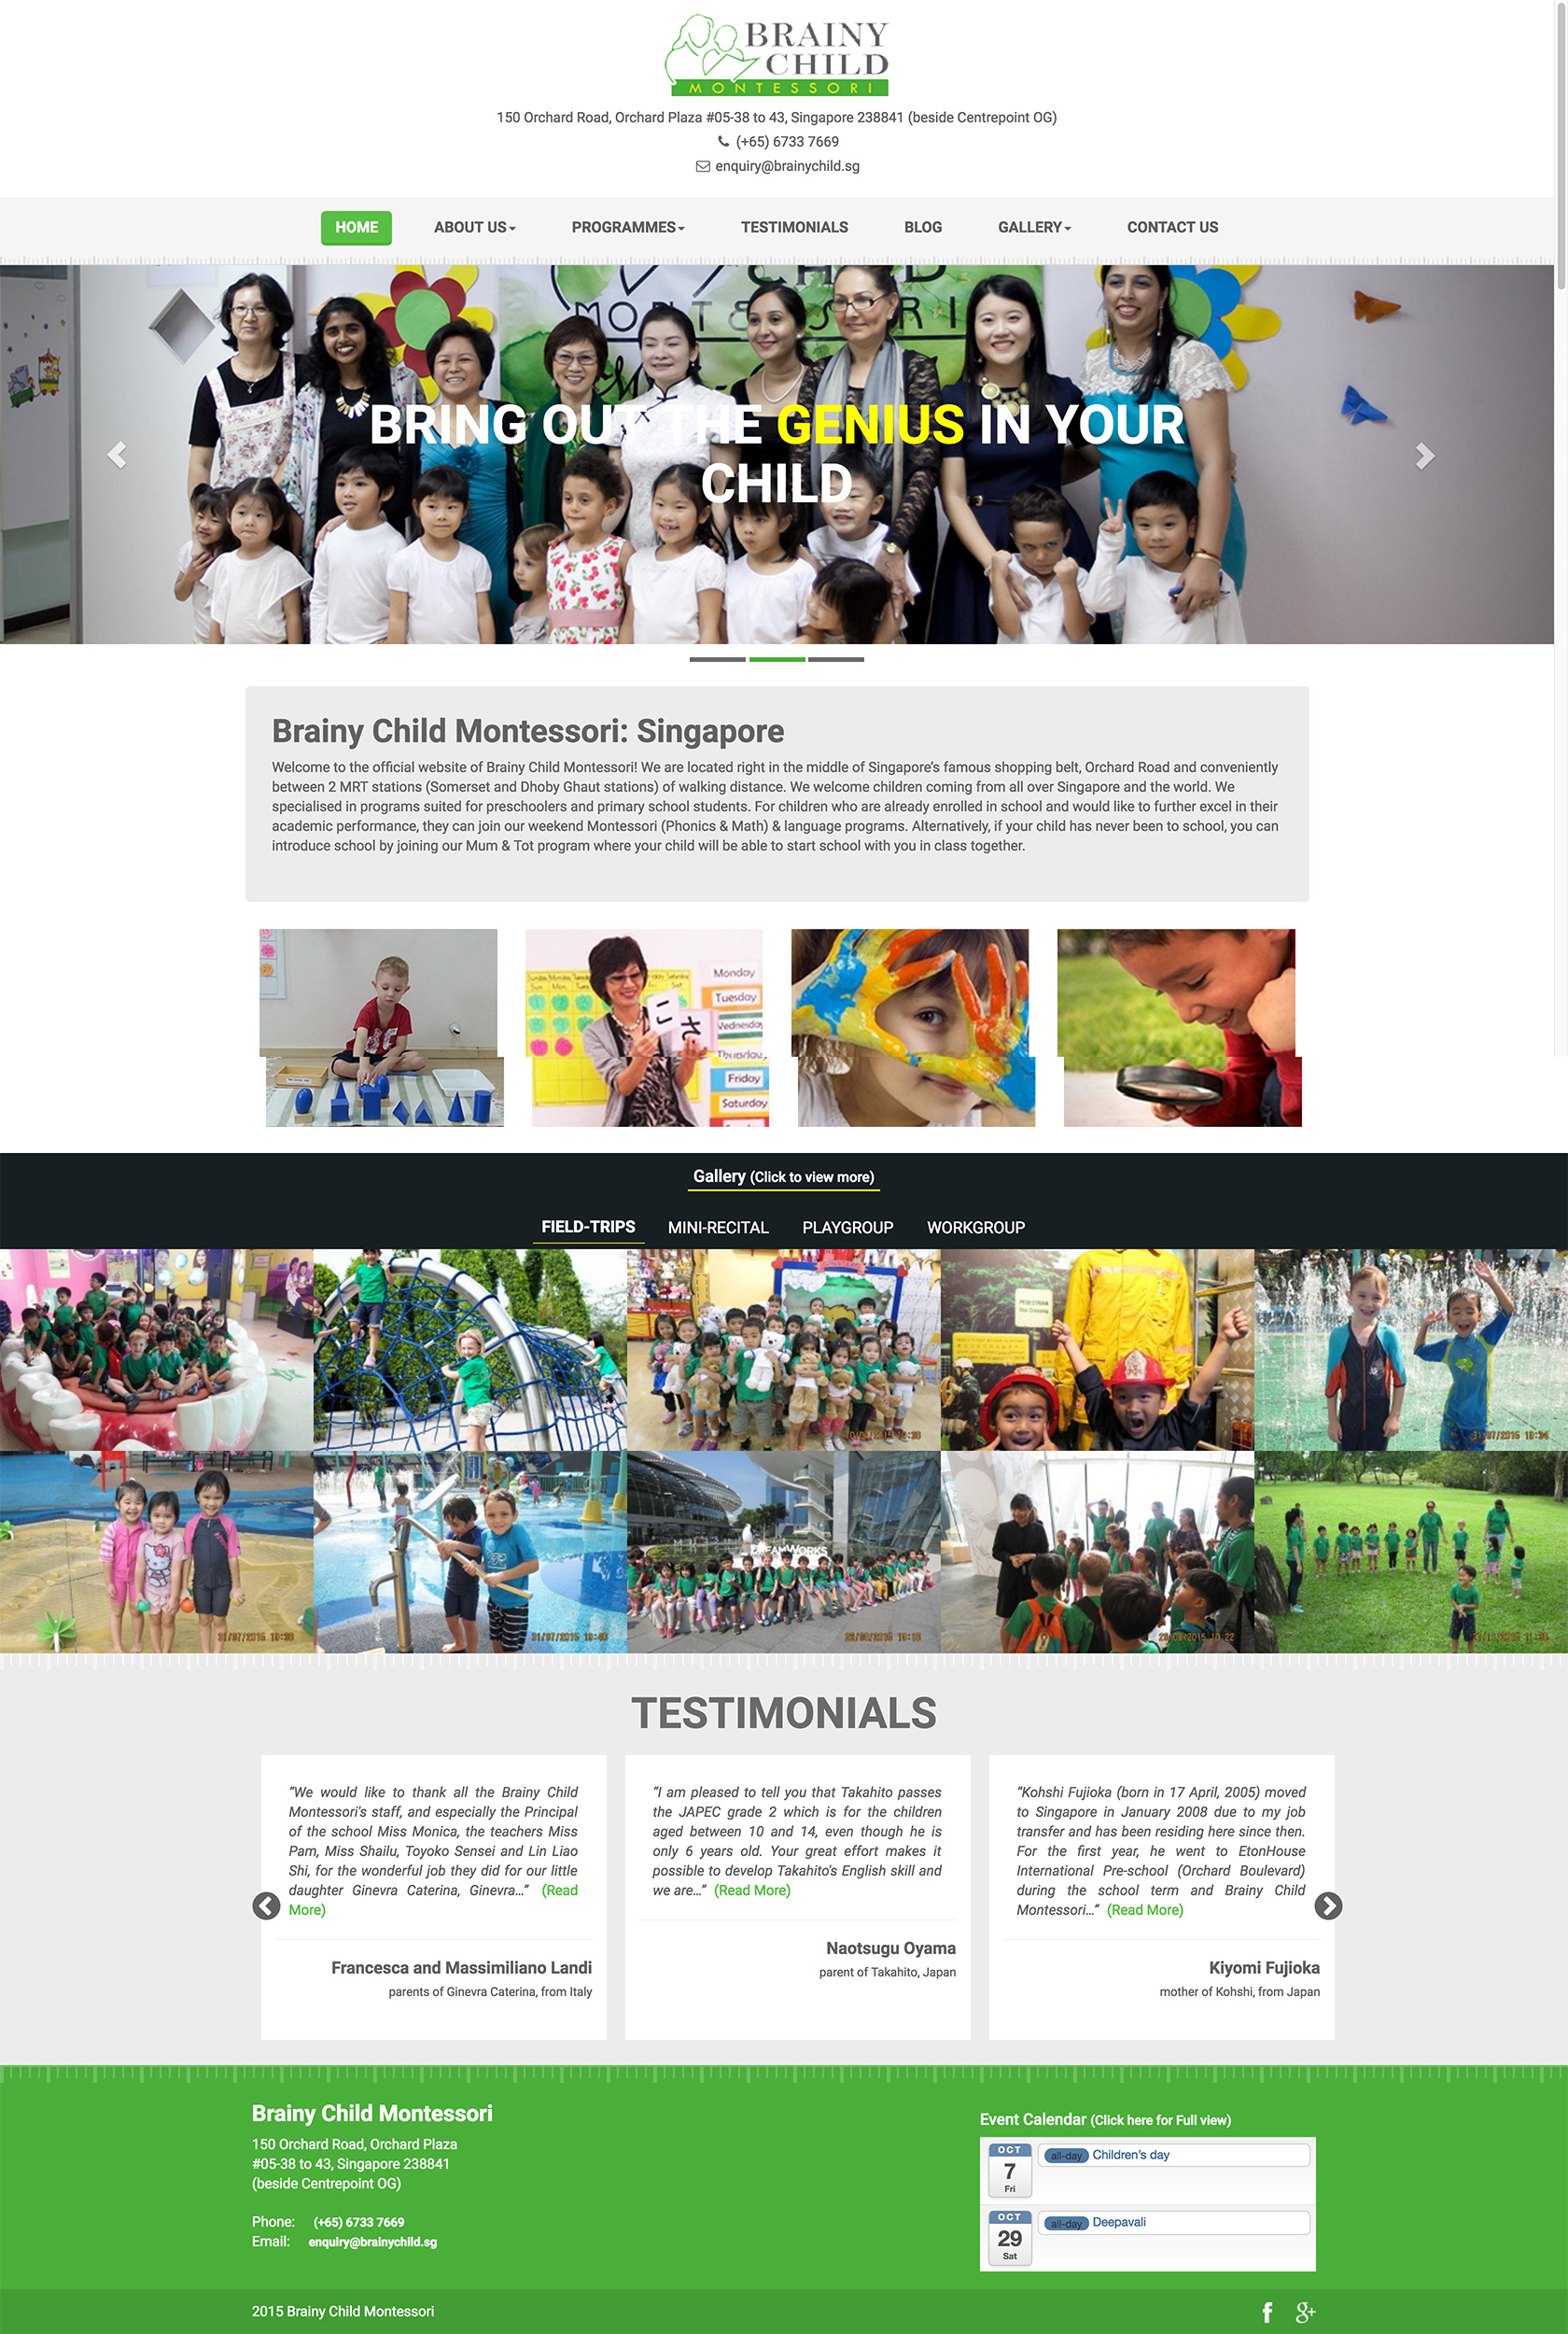 BRAINY
CHILD
MONTESSORI
150 Orchard Road, Orchard Plaza #05-38 to 43, Singapore 238841 (beside Centrepoint OG)
(+65) 6733 7669
enquiry@brainychild.sg
HOME ABOUT US PROGRAMMES TESTIMONIALS BLOG GALLERY CONTACT US
BRING OUT THE GENIUS IN YOUR
CHILD
Brainy Child Montessori: Singapore
Welcome to the official website of Brainy Child Montessori! We are located right in the middle of Singapore’s famous shopping belt, Orchard Road and conveniently
between 2 MRT stations (Somerset and Dhoby Ghaut stations) of walking distance. We welcome children coming from all over Singapore and the world. We
specialised in programs suited for preschoolers and primary school students. For children who are already enrolled in school and would like to further excel in their
academic performance, they can join our weekend Montessori (Phonics & Math) & language programs. Alternatively, if your child has never been to school, you can
introduce school by joining our Mum & Tot program where your child will be able to start school with you in class together.
Monday
Tuesday
Wednesday
Thursday
Friday
Saturday
Gallery (Click to view more)
FIELD-TRIPS MINI-RECITAL PLAYGROUP WORKGROUP
PEDESTRIAN
DREAMWORKS
TESTIMONIALS
“We would like to thank all the Brainy Child
Montessori's staff, and especially the Principal
of the school Miss Monica, the teachers Miss
Pam, Miss Shailu, Toyoko Sensei and Lin Liao
Shi, for the wonderful job they did for our little
daughter Ginevra Caterina, Ginevra…” (Read
More)
Francesca and Massimiliano Landi
parents of Ginevra Caterina, from Italy
“I am pleased to tell you that Takahito passes
the JAPEC grade 2 which is for the children
aged between 10 and 14, even though he is
only 6 years old. Your great effort makes it
possible to develop Takahito's English skill and
we are…” (Read More)
Naotsugu Oyama
parent of Takahito, Japan
“Kohshi Fujioka (born in 17 April, 2005) moved
to Singapore in January 2008 due to my job
transfer and has been residing here since then.
For the first year, he went to EtonHouse
International Pre-school (Orchard Boulevard)
during the school term and Brainy Child
Montessori…” (Read More)
Kiyomi Fujioka
mother of Kohshi, from Japan
Brainy Child Montessori
150 Orchard Road, Orchard Plaza
#05-38 to 43, Singapore 238841
(beside Centrepoint OG)
Phone: (+65) 6733 7669
Email: enquiry@brainychild.sg
Event Calendar (Click here for Full view)
OCT
7
Fri
all-day Children’s day
OCT
29
Sat
all-day Deepavali
2015 Brainy Child Montessori